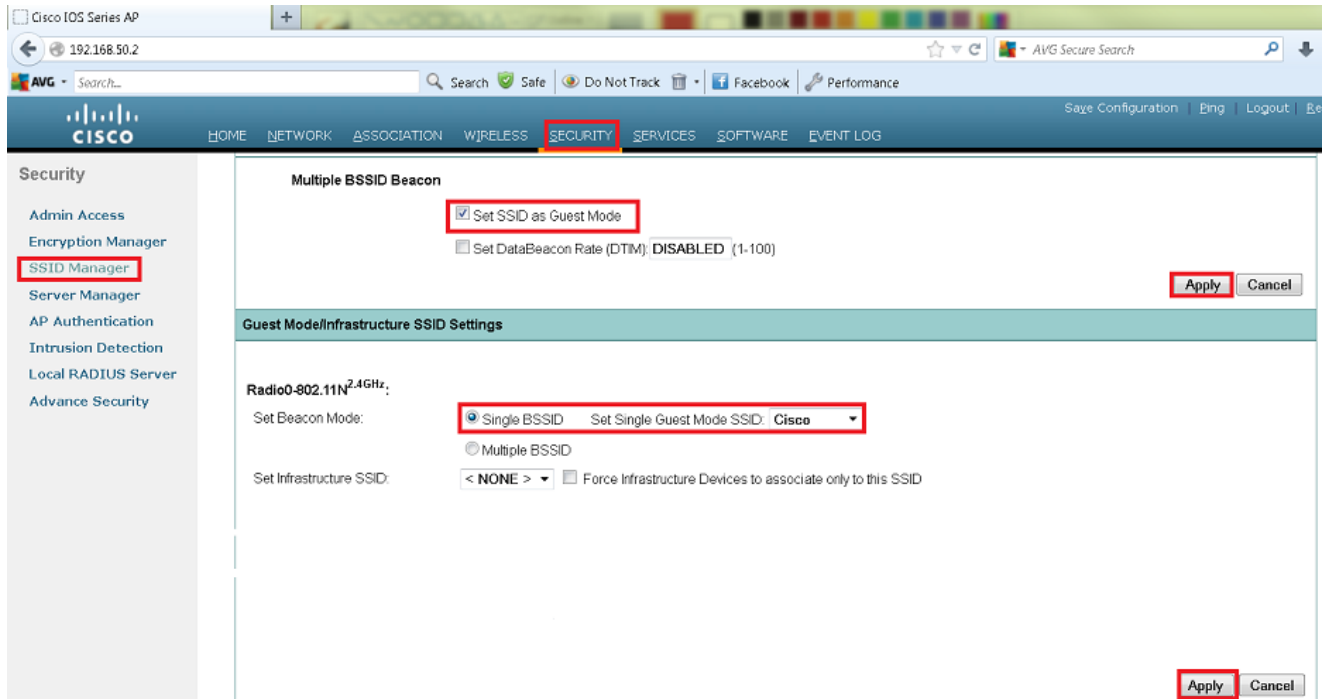 Cisco IOS Series AP
+
192.168.50.2
AVG Secure Search
AVG Search... Search Safe Do Not Track Facebook Performance
Save Configuration | Ping | Logout | Re
CISCO
HOME NETWORK ASSOCIATION WIRELESS SECURITY SERVICES SOFTWARE EVENT LOG
Security
Admin Access
Encryption Manager
SSID Manager
Server Manager
AP Authentication
Intrusion Detection
Local RADIUS Server
Advance Security
Multiple BSSID Beacon
Set SSID as Guest Mode
Set DataBeacon Rate (DTIM): DISABLED (1-100)
Apply Cancel
Guest Mode/Infrastructure SSID Settings
Radio0-802.11N2.4GHz:
Set Beacon Mode: Single BSSID Set Single Guest Mode SSID: Cisco
Multiple BSSID
Set Infrastructure SSID: < NONE > Force Infrastructure Devices to associate only to this SSID
Apply Cancel